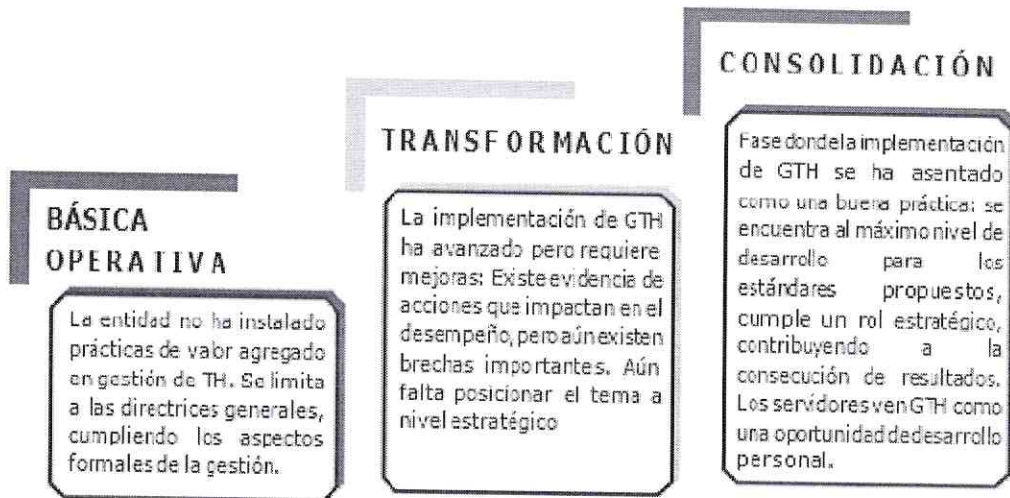 BÁSICA
OPERATIVA
La entidad no ha instalado
prácticas de valor agregado
en gestión de TH. Se limita
a las directrices generales,
cumpliendo los aspectos
formales de la gestión.
TRANSFORMACIÓN
La implementación de GTH
ha avanzado pero requiere
mejoras: Existe evidencia de
acciones que impactan en el
desempeño, pero aún existen
brechas importantes. Aún
falta posicionar el tema a
nivel estratégico
CONSOLIDACIÓN
Fase donde la implementación
de GTH se ha asentado
como una buena práctica: se
encuentra al máximo nivel de
desarrollo para los
estándares propuestos,
cumple un rol estratégico,
contribuyendo a la
consecución de resultados.
Los servidores ven GTH como
una oportunidad de desarrollo
personal.